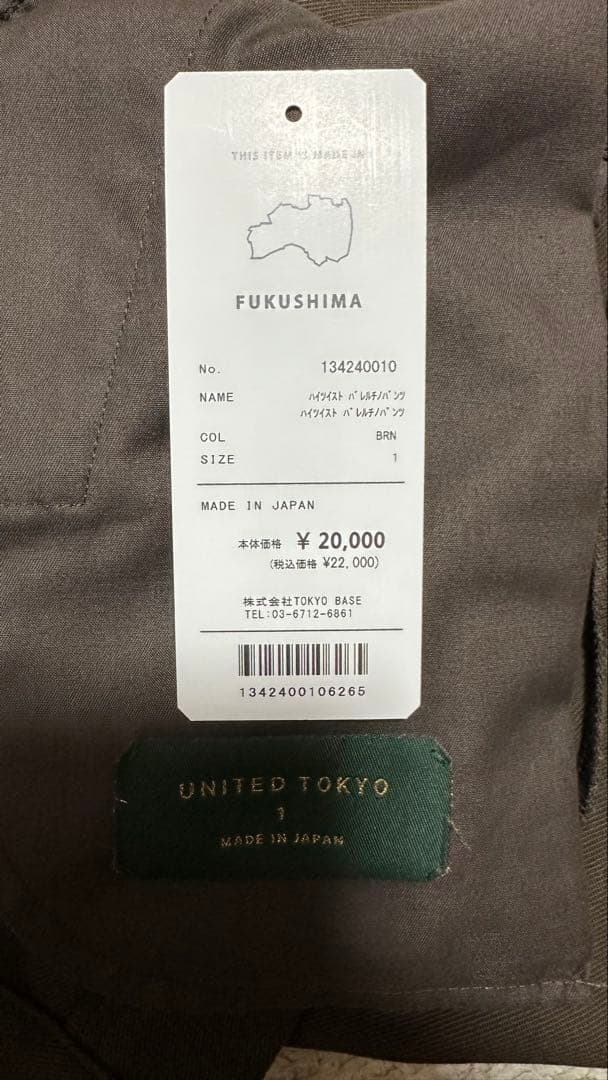 THIS ITEM IS MADE IN
FUKUSHIMA
No. 134240010
NAME ﾊｲﾂｲｽﾄ ﾊﾞﾚﾙﾁﾉﾊﾟﾝﾂ
ﾊｲﾂｲｽﾄ ﾊﾞﾚﾙﾁﾉﾊﾟﾝﾂ
COL BRN
SIZE 1
MADE IN JAPAN
本体価格 ¥ 20,000
(税込価格 ¥22,000)
株式会社TOKYO BASE
TEL:03-6712-6861
1342400106265
UNITED TOKYO
1
MADE IN JAPAN